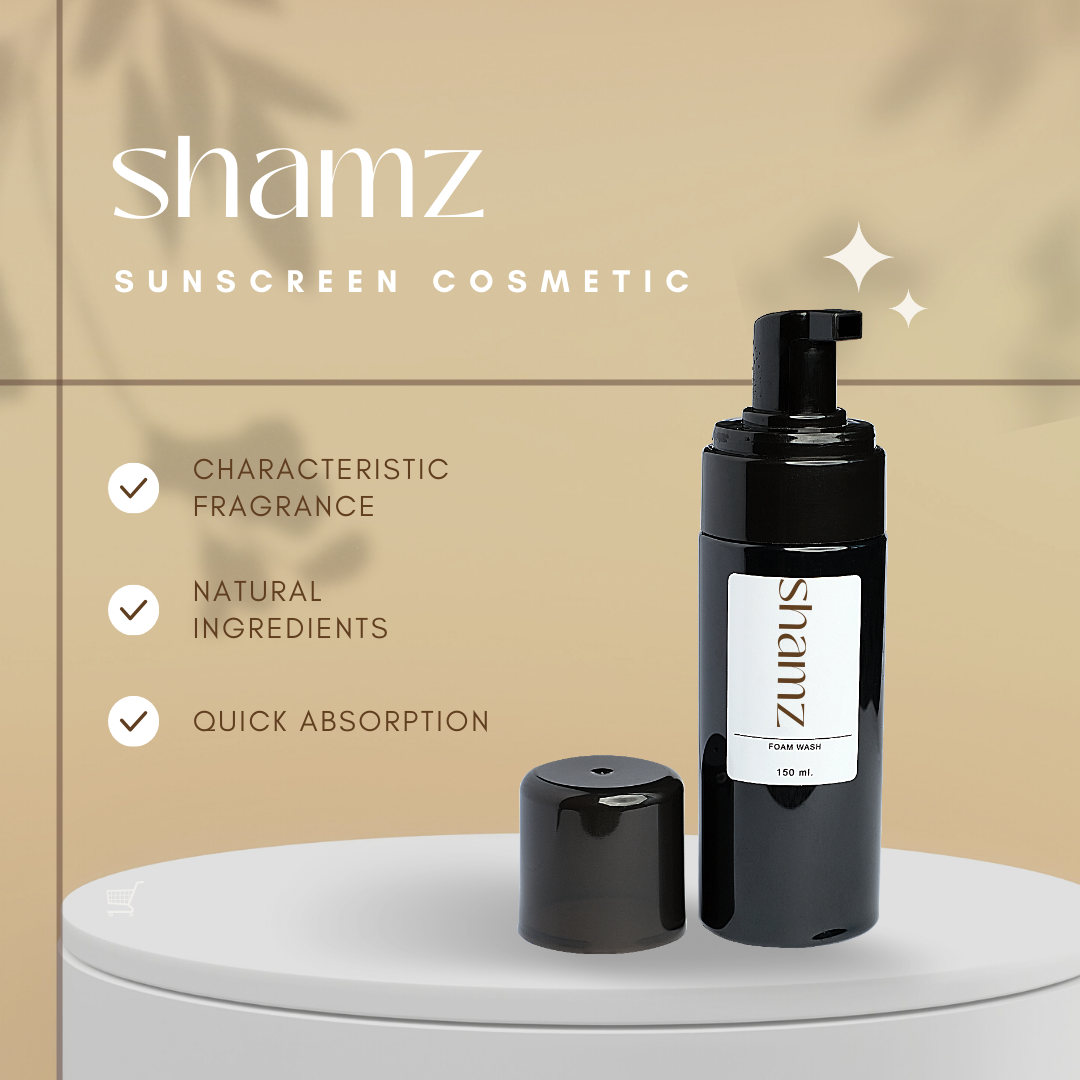 shamz
SUNSCREEN COSMETIC
CHARACTERISTIC
FRAGRANCE
NATURAL
INGREDIENTS
QUICK ABSORPTION
shamz
FOAM WASH
150 ml.